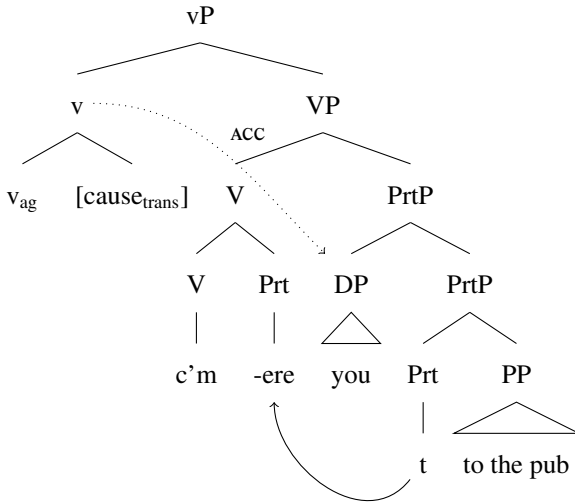 vP
v VP
ACC
v_ag [cause_trans] V PrtP
V Prt DP PrtP
c'm -ere you Prt PP
t to the pub